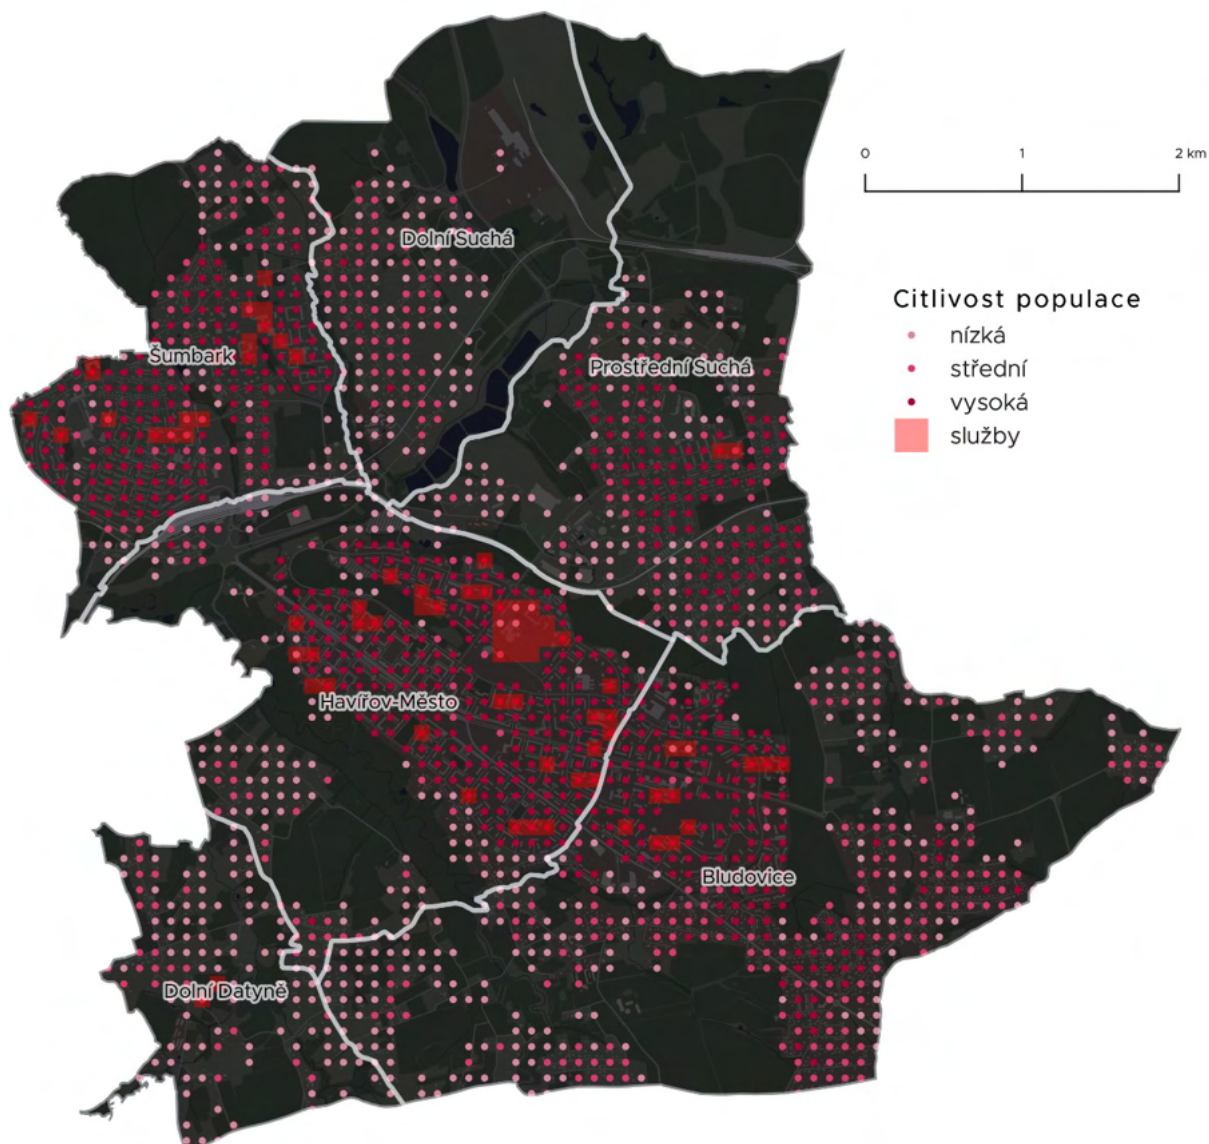 0 1 2 km
Dolní Suchá
Citlivost populace
nízká
střední
vysoká
služby
Šumbark
Prostřední Suchá
Havířov-Město
Bludovice
Dolní Datyně